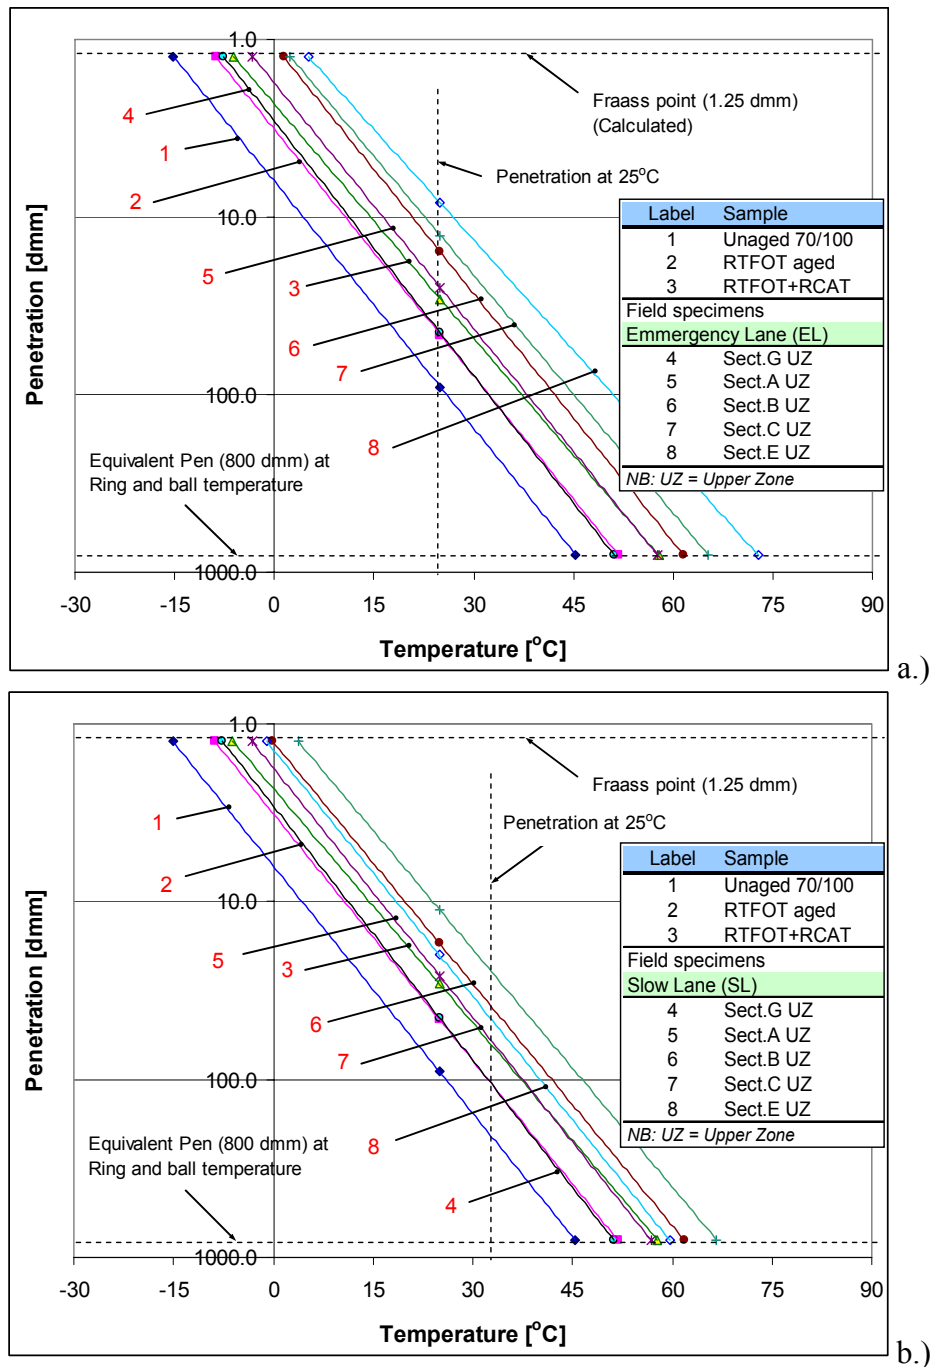 1.0
10.0
100.0
1000.0
-30 -15 0 15 30 45 60 75 90
Penetration [dmm]
Temperature [oC]
Fraass point (1.25 dmm)
(Calculated)
Penetration at 25oC
4
1
2
5
3
6
7
8
Equivalent Pen (800 dmm) at
Ring and ball temperature
Label Sample
1 Unaged 70/100
2 RTFOT aged
3 RTFOT+RCAT
Field specimens
Emmergency Lane (EL)
4 Sect.G UZ
5 Sect.A UZ
6 Sect.B UZ
7 Sect.C UZ
8 Sect.E UZ
NB: UZ = Upper Zone
a.)
1.0
10.0
100.0
1000.0
-30 -15 0 15 30 45 60 75 90
Penetration [dmm]
Temperature [oC]
Fraass point (1.25 dmm)
Penetration at 25oC
1
2
5
3
6
7
8
4
Equivalent Pen (800 dmm) at
Ring and ball temperature
Label Sample
1 Unaged 70/100
2 RTFOT aged
3 RTFOT+RCAT
Field specimens
Slow Lane (SL)
4 Sect.G UZ
5 Sect.A UZ
6 Sect.B UZ
7 Sect.C UZ
8 Sect.E UZ
NB: UZ = Upper Zone
b.)